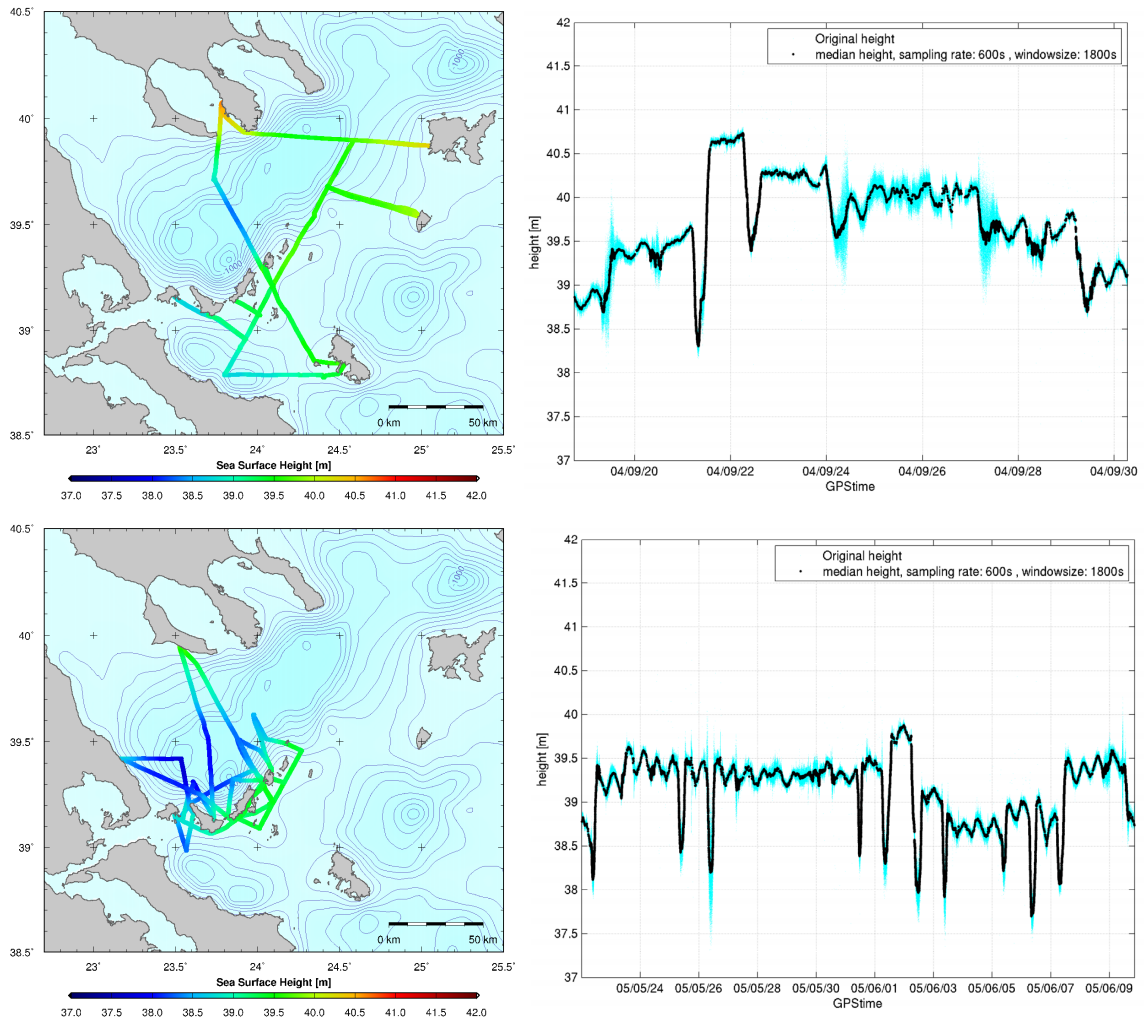 40.5°
40°
39.5°
39°
38.5°
1000
1000
0 km 50 km
23° 23.5° 24° 24.5° 25° 25.5°
Sea Surface Height [m]
37.0 37.5 38.0 38.5 39.0 39.5 40.0 40.5 41.0 41.5 42.0
42
41.5
41
40.5
40
39.5
39
38.5
38
37.5
37
height [m]
Original height
median height, sampling rate: 600s , windowsize: 1800s
04/09/20 04/09/22 04/09/24 04/09/26 04/09/28 04/09/30
GPStime
40.5°
40°
39.5°
39°
38.5°
1000
0 km 50 km
23° 23.5° 24° 24.5° 25° 25.5°
Sea Surface Height [m]
37.0 37.5 38.0 38.5 39.0 39.5 40.0 40.5 41.0 41.5 42.0
42
41.5
41
40.5
40
39.5
39
38.5
38
37.5
37
height [m]
Original height
median height, sampling rate: 600s , windowsize: 1800s
05/05/24 05/05/26 05/05/28 05/05/30 05/06/01 05/06/03 05/06/05 05/06/07 05/06/09
GPStime